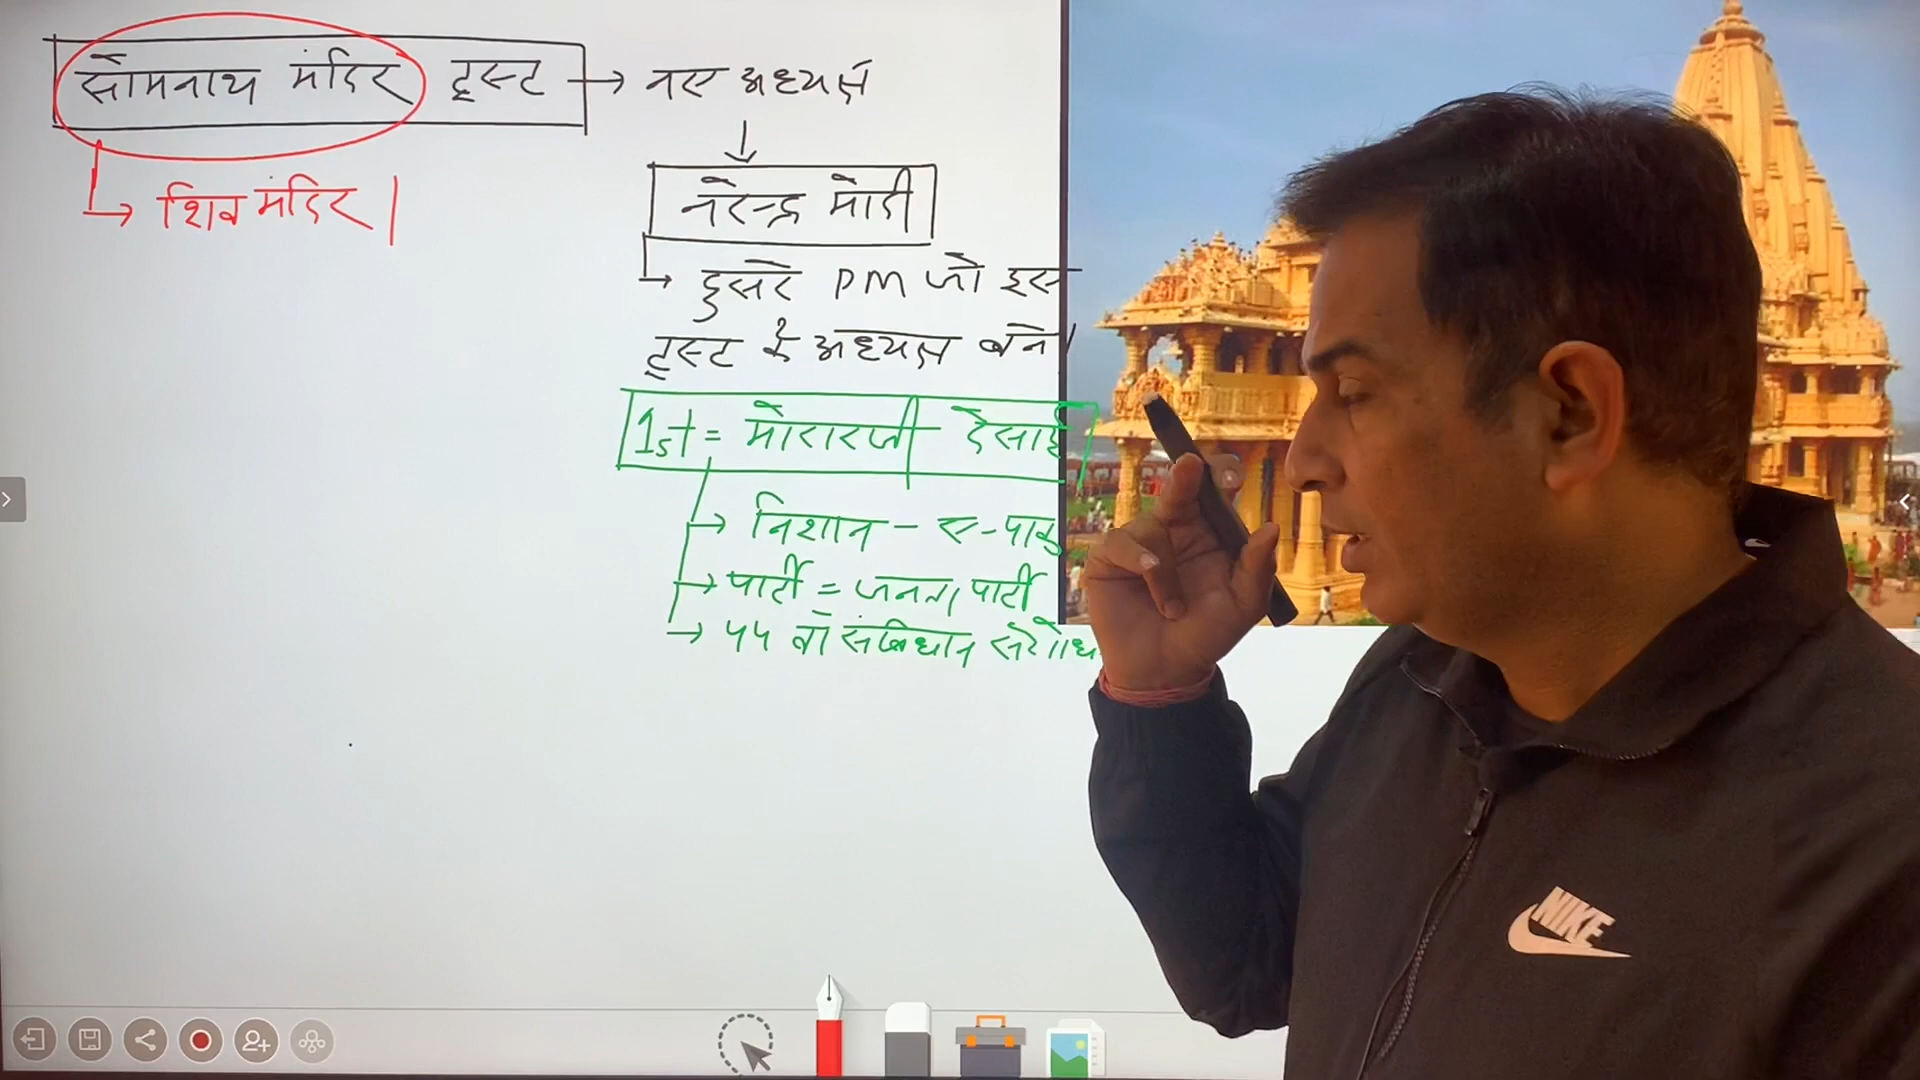 सोमनाथ मंदिर ट्रस्ट → नए अध्यक्ष
→ शिव मंदिर |
नरेन्द्र मोदी
→ दुसरे PM जो इस
ट्रस्ट के अध्यक्ष बने।
1st = मोरारजी देसाई
→ निशान - ए - पाक
→ पार्टी = जनता पार्टी
→ 44 वाँ संविधान संशोध
NIKE